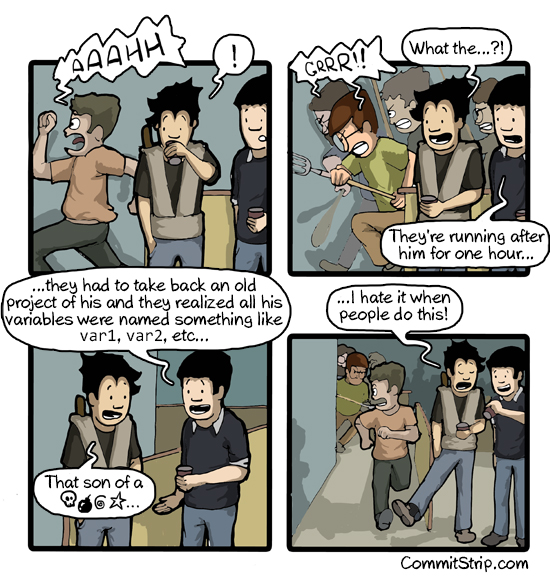 AAAHH
!
GRRR!!
What the...?!
They're running after
him for one hour...
...they had to take back an old
project of his and they realized all his
variables were named something like
var1, var2, etc...
That son of a
💀💣@☆...
...I hate it when
people do this!
CommitStrip.com